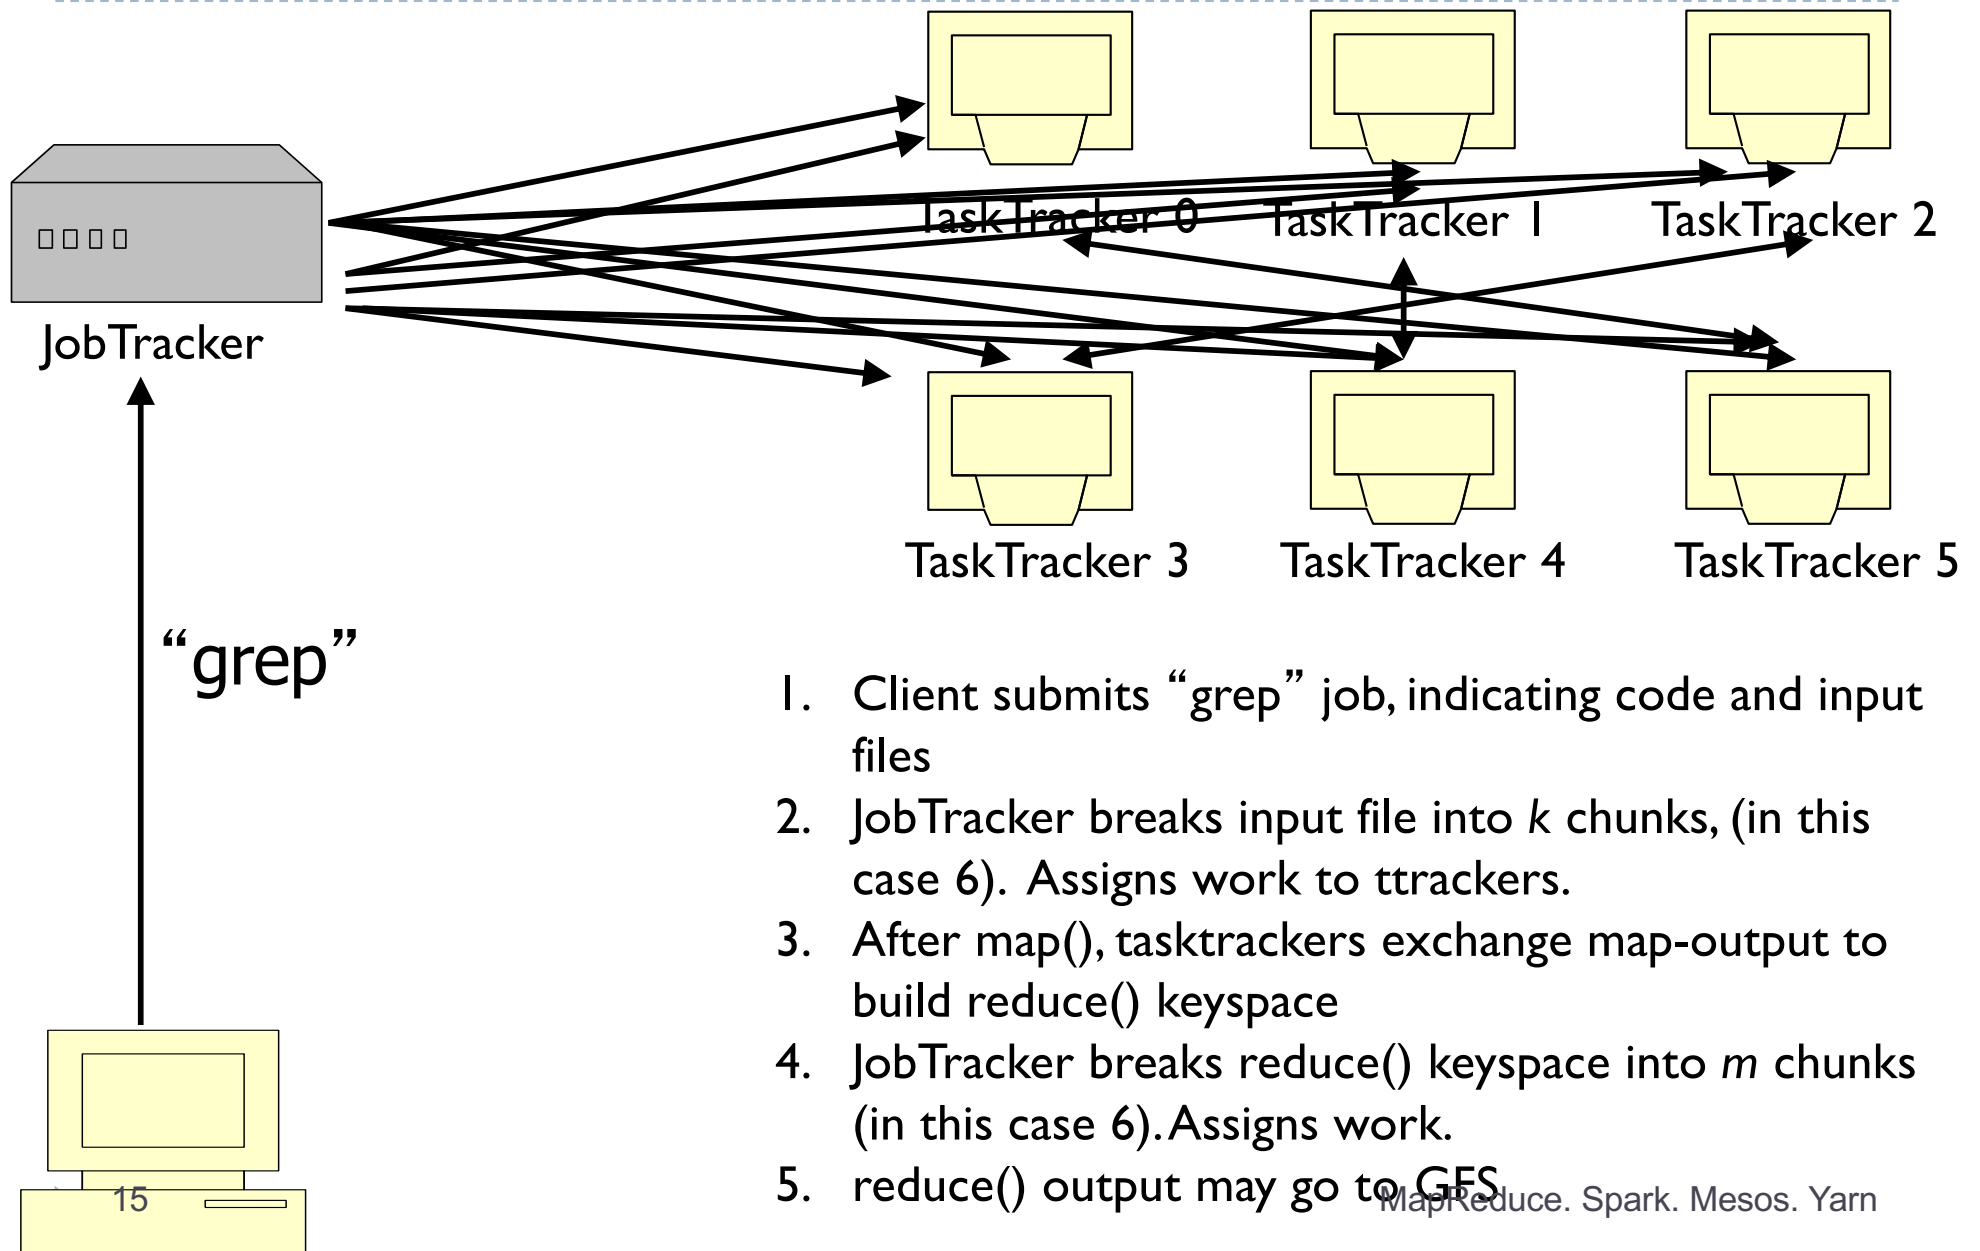 TaskTracker 0
TaskTracker 1
TaskTracker 2
JobTracker
TaskTracker 3
TaskTracker 4
TaskTracker 5
“grep”
1. Client submits “grep” job, indicating code and input
files
2. JobTracker breaks input file into k chunks, (in this
case 6). Assigns work to ttrackers.
3. After map(), tasktrackers exchange map-output to
build reduce() keyspace
4. JobTracker breaks reduce() keyspace into m chunks
(in this case 6). Assigns work.
5. reduce() output may go to GFS
15
MapReduce. Spark. Mesos. Yarn